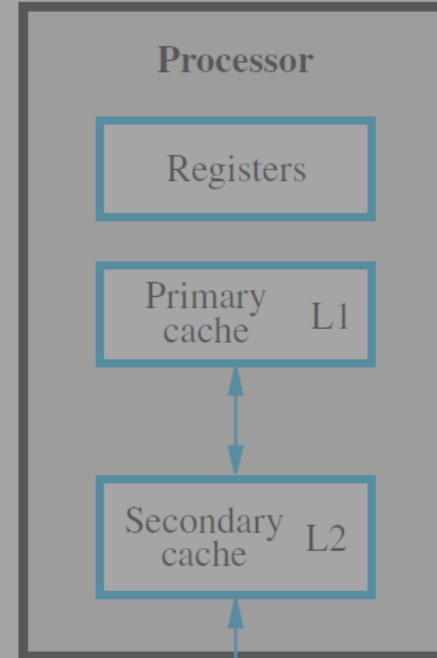 Processor
Registers
Primary
cache L1
Secondary
cache L2